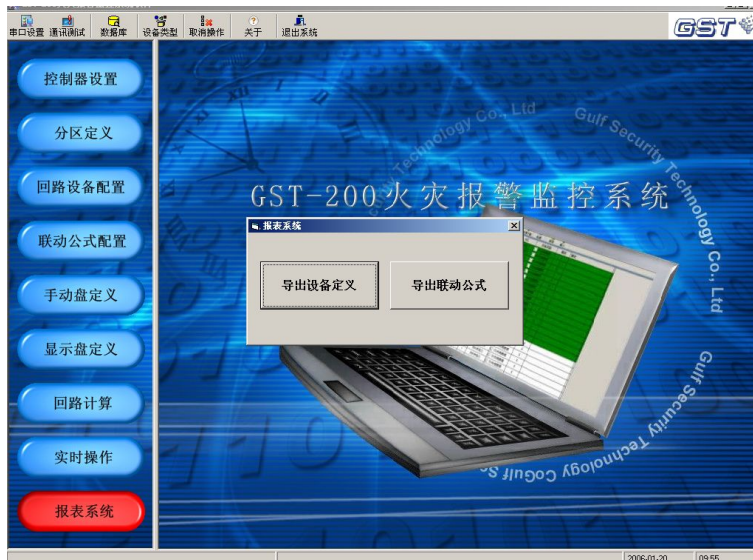 串口设置 通讯测试 数据库 设备类型 取消操作 关于 退出系统
GST
控制器设置
分区定义
回路设备配置
联动公式配置
手动盘定义
显示盘定义
回路计算
实时操作
报表系统
GST-200火灾报警监控系统
报表系统
导出设备定义
导出联动公式
Gulf Security Technology Co., Ltd
Gulf Security Technology Co
2006-01-20 09:55